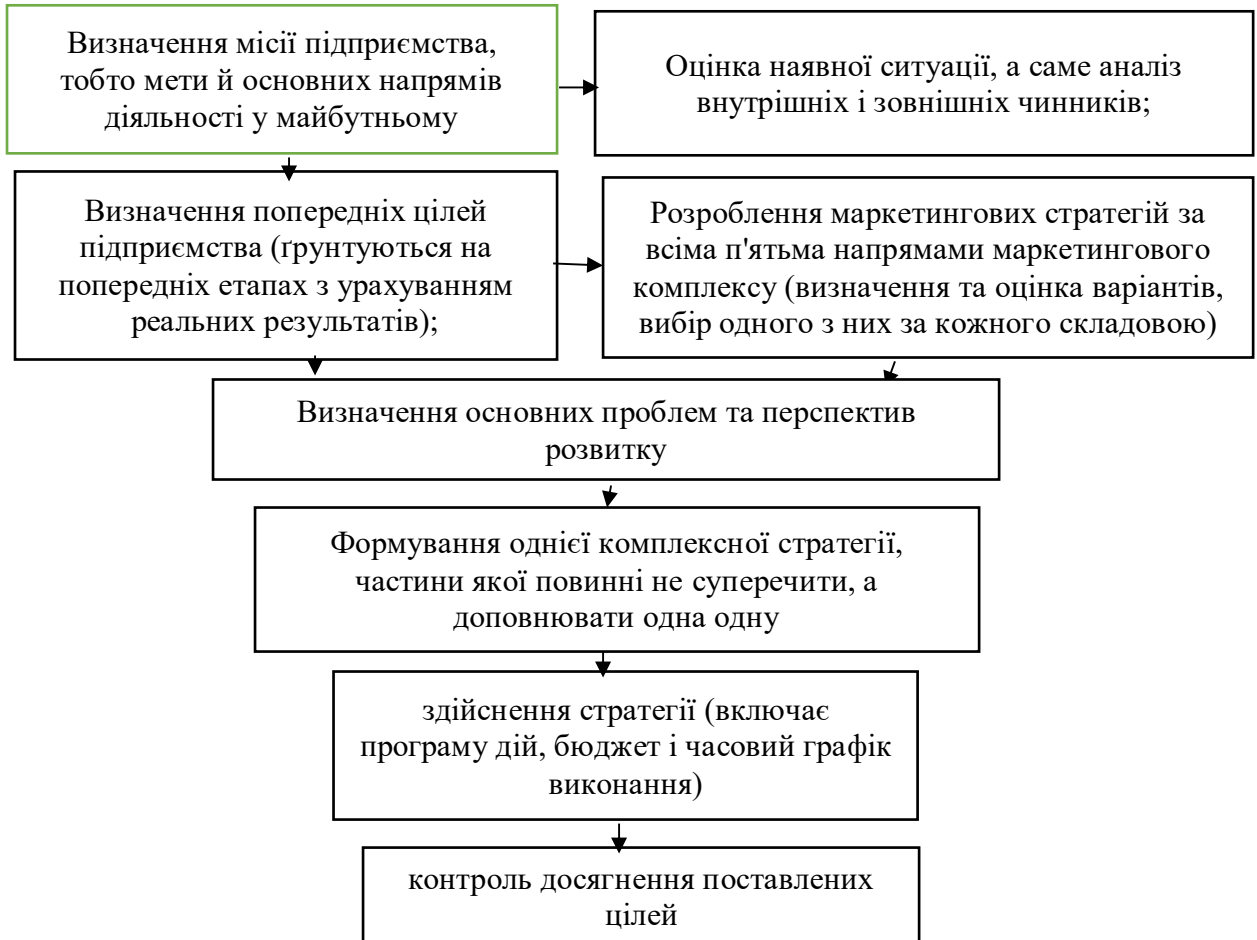 Визначення місії підприємства,
тобто мети й основних напрямів
діяльності у майбутньому
Оцінка наявної ситуації, а саме аналіз
внутрішніх і зовнішніх чинників;
Визначення попередніх цілей
підприємства (ґрунтуються на
попередніх етапах з урахуванням
реальних результатів);
Розроблення маркетингових стратегій за
всіма п'ятьма напрямами маркетингового
комплексу (визначення та оцінка варіантів,
вибір одного з них за кожного складовою)
Визначення основних проблем та перспектив
розвитку
Формування однієї комплексної стратегії,
частини якої повинні не суперечити, а
доповнювати одна одну
здійснення стратегії (включає
програму дій, бюджет і часовий графік
виконання)
контроль досягнення поставлених
цілей